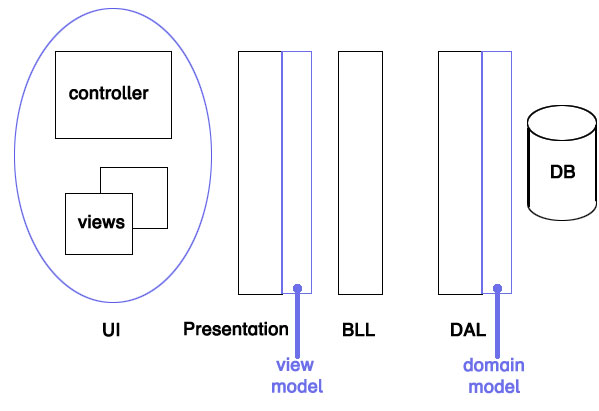 controller
views
DB
UI
Presentation
BLL
DAL
view
model
domain
model